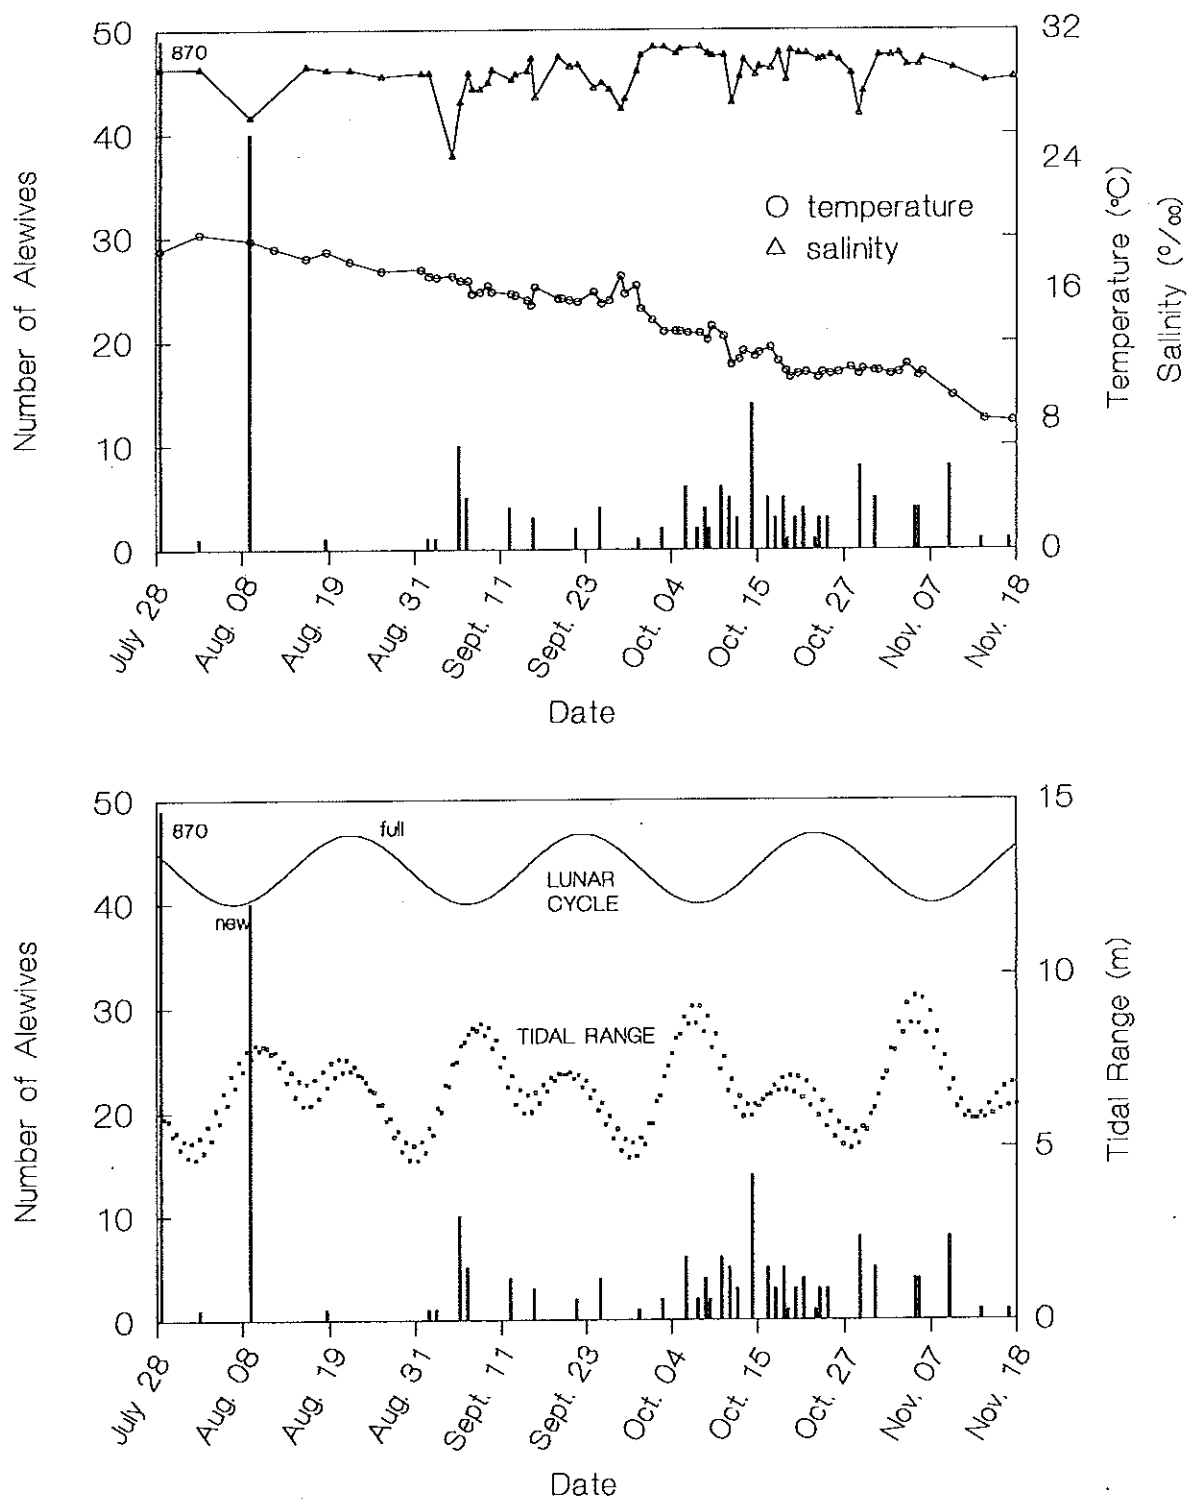 50
40
30
20
10
0
Number of Alewives
870
○ temperature
△ salinity
32
24
16
8
0
Temperature (°C)
Salinity (º/∞)
July 28
Aug. 08
Aug. 19
Aug. 31
Sept. 11
Sept. 23
Oct. 04
Oct. 15
Oct. 27
Nov. 07
Nov. 18
Date
50
40
30
20
10
0
Number of Alewives
870
full
new
LUNAR
CYCLE
TIDAL RANGE
15
10
5
0
Tidal Range (m)
July 28
Aug. 08
Aug. 19
Aug. 31
Sept. 11
Sept. 23
Oct. 04
Oct. 15
Oct. 27
Nov. 07
Nov. 18
Date